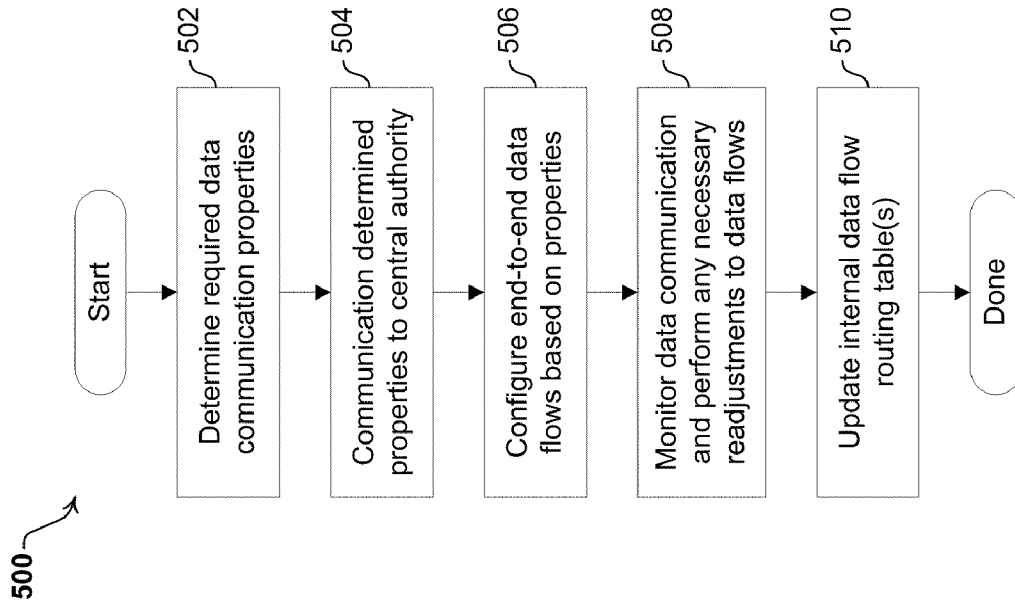 500
Start
502
Determine required data
communication properties
504
Communication determined
properties to central authority
506
Configure end-to-end data
flows based on properties
508
Monitor data communication
and perform any necessary
readjustments to data flows
510
Update internal data flow
routing table(s)
Done